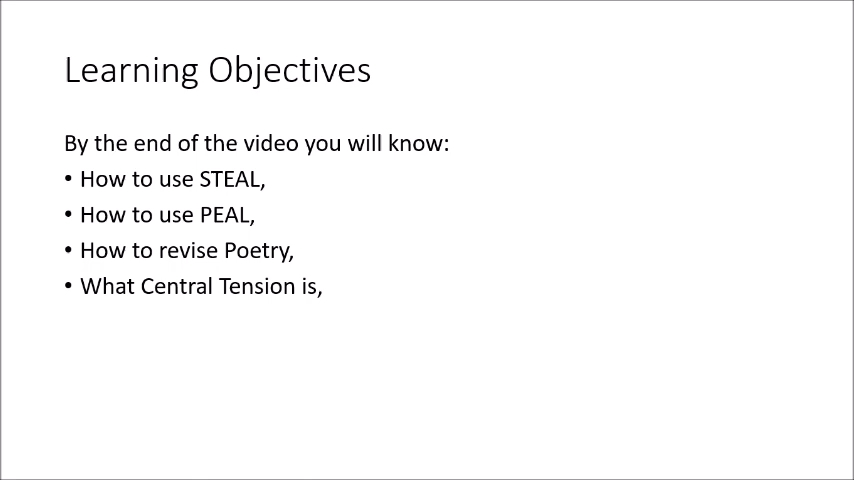 Learning Objectives
By the end of the video you will know:
• How to use STEAL,
• How to use PEAL,
• How to revise Poetry,
• What Central Tension is,